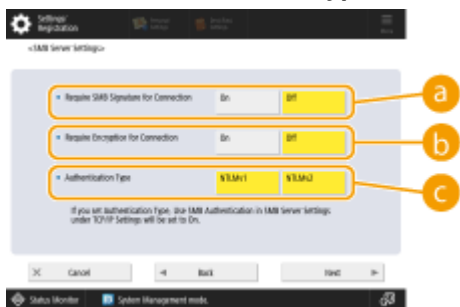 Settings/
Registration
Menu
<SMB Server Settings>
Require SMB Signature for Connection On Off
a
Require Encryption for Connection On Off
b
Authentication Type NTLMv1 NTLMv2
c
If you set Authentication Type, Use SMB Authentication in SMB Server Settings
under TCP/IP Settings will be set to On.
Cancel Back Next
Status Monitor System Management mode.